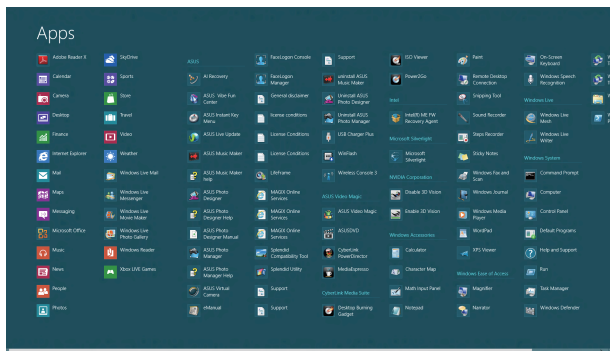 Apps
Adobe Reader X
Calendar
Camera
Desktop
Finance
Internet Explorer
Mail
Maps
Messaging
Microsoft Office
Music
News
People
Photos
SkyDrive
Sports
Store
Travel
Video
Weather
Windows Live Mail
Windows Live
Messenger
Windows Live
Movie Maker
Windows Live
Photo Gallery
Windows Reader
Xbox LIVE Games
ASUS
AI Recovery
ASUS Vibe Fun
Center
ASUS Instant Key
Menu
ASUS Live Update
ASUS Music Maker
ASUS Music Maker
help
ASUS Photo
Designer
ASUS Photo
Designer Help
ASUS Photo
Designer Manual
ASUS Photo
Manager
ASUS Photo
Manager Help
ASUS Virtual
Camera
eManual
FaceLogon Console
FaceLogon
Manager
General disclaimer
license conditions
License Conditions
License Conditions
LifeFrame
MAGIX Online
Services
MAGIX Online
Services
MAGIX Online
Services
Splendid
Compatibility Tool
Splendid Utility
Support
Support
Support
uninstall ASUS
Music Maker
Uninstall ASUS
Photo Designer
Uninstall ASUS
Photo Manager
USB Charger Plus
WinFlash
Wireless Console 3
ASUS Video Magic
ASUS Video Magic
ASUSDVD
CyberLink
PowerDirector
MediaEspresso
CyberLink Media Suite
Desktop Burning
Gadget
ISO Viewer
Power2Go
Intel
Intel® ME FW
Recovery Agent
Microsoft Silverlight
Microsoft
Silverlight
NVIDIA Corporation
Disable 3D Vision
Enable 3D Vision
Windows Accessories
Calculator
Character Map
Math Input Panel
Notepad
Paint
Remote Desktop
Connection
Snipping Tool
Sound Recorder
Steps Recorder
Sticky Notes
Windows Fax and
Scan
Windows Journal
Windows Media
Player
WordPad
XPS Viewer
Windows Ease of Access
Magnifier
Narrator
On-Screen
Keyboard
Windows Speech
Recognition
Windows Live
Windows Live
Mesh
Windows Live
Writer
Windows System
Command Prompt
Computer
Control Panel
Default Programs
Help and Support
Run
Task Manager
Windows Defender